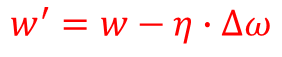 w′ = w − η · Δω